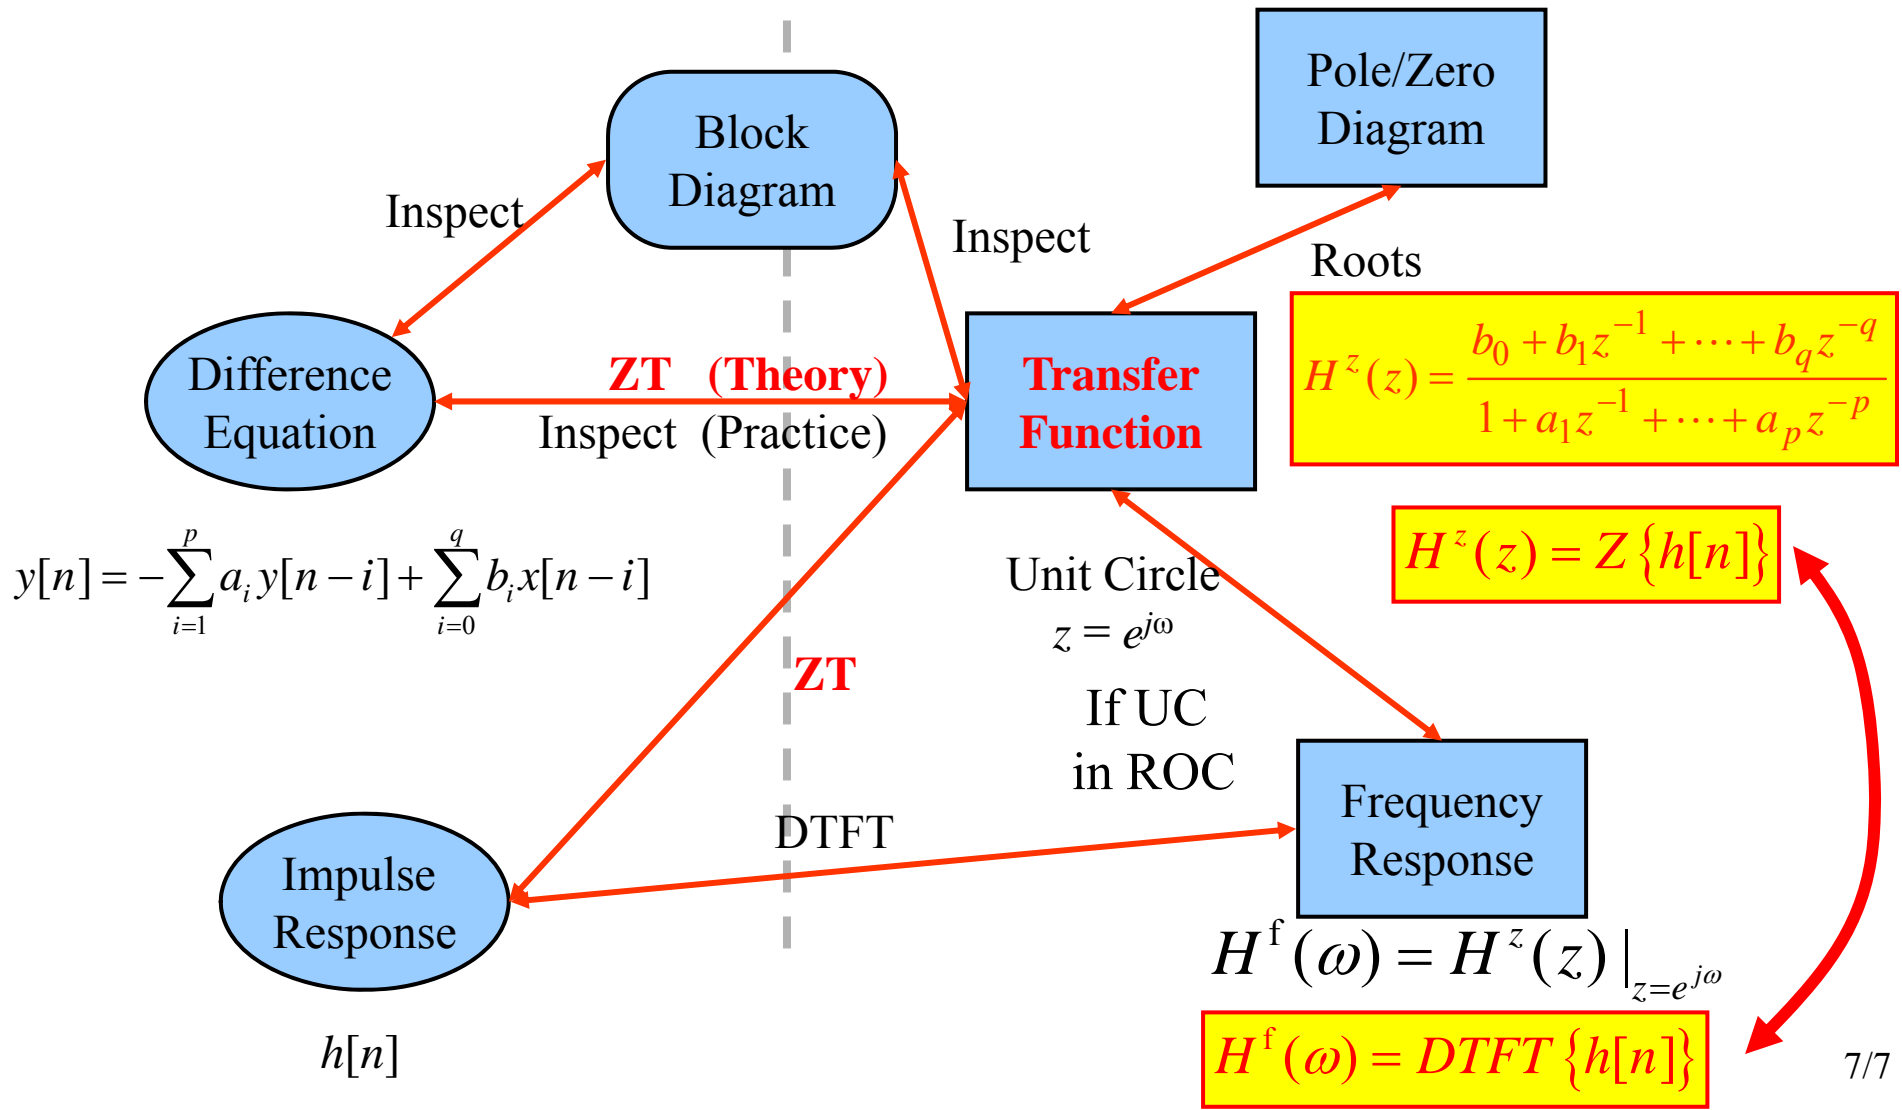 Pole/Zero
Diagram
Block
Diagram
Inspect
Inspect
Roots
H^z(z) = (b_0 + b_1 z^{-1} + ⋯ + b_q z^{-q}) / (1 + a_1 z^{-1} + ⋯ + a_p z^{-p})
Difference
Equation
ZT (Theory)
Inspect (Practice)
Transfer
Function
y[n] = −∑_{i=1}^{p} a_i y[n − i] + ∑_{i=0}^{q} b_i x[n − i]
H^z(z) = Z{h[n]}
Unit Circle
z = e^{jω}
ZT
If UC
in ROC
DTFT
Frequency
Response
Impulse
Response
H^f(ω) = H^z(z)|_{z=e^{jω}}
h[n]
H^f(ω) = DTFT{h[n]}
7/7